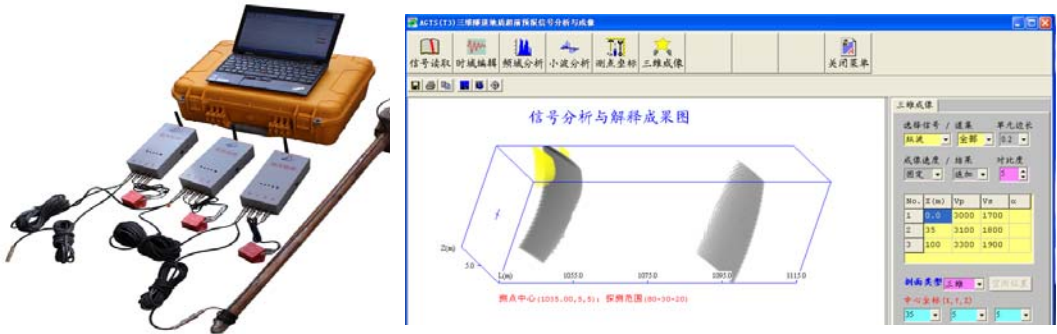 AGTS(T3)三维隧道地质超前预报信号分析与成像
信号读取 时域编辑 频域分析 小波分析 测点坐标 三维成像 关闭菜单
信号分析与解释成果图
三维成像
选择信号 / 道集 单元边长
纵波 全部 0.2
成像速度 / 结果 对比度
固定 迭加 5
No. X(m) Vp Vs
1 0.0 3000 1700
2 35 3100 1800
3 100 3300 1900
Z(m)
5.0
L(m) 1055.0 1075.0 1095.0 1115.0
测点中心(1035.00,5,5); 探测范围(80×30×20)
剖面类型 三维
中心坐标(X,Y,Z)
35 5 5